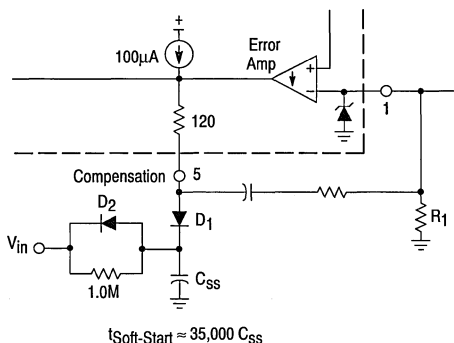 +
100μA
Error
Amp
+
−
1
120
Compensation 5
D2
D1
R1
Vin
Css
1.0M
tSoft-Start ≈ 35,000 Css